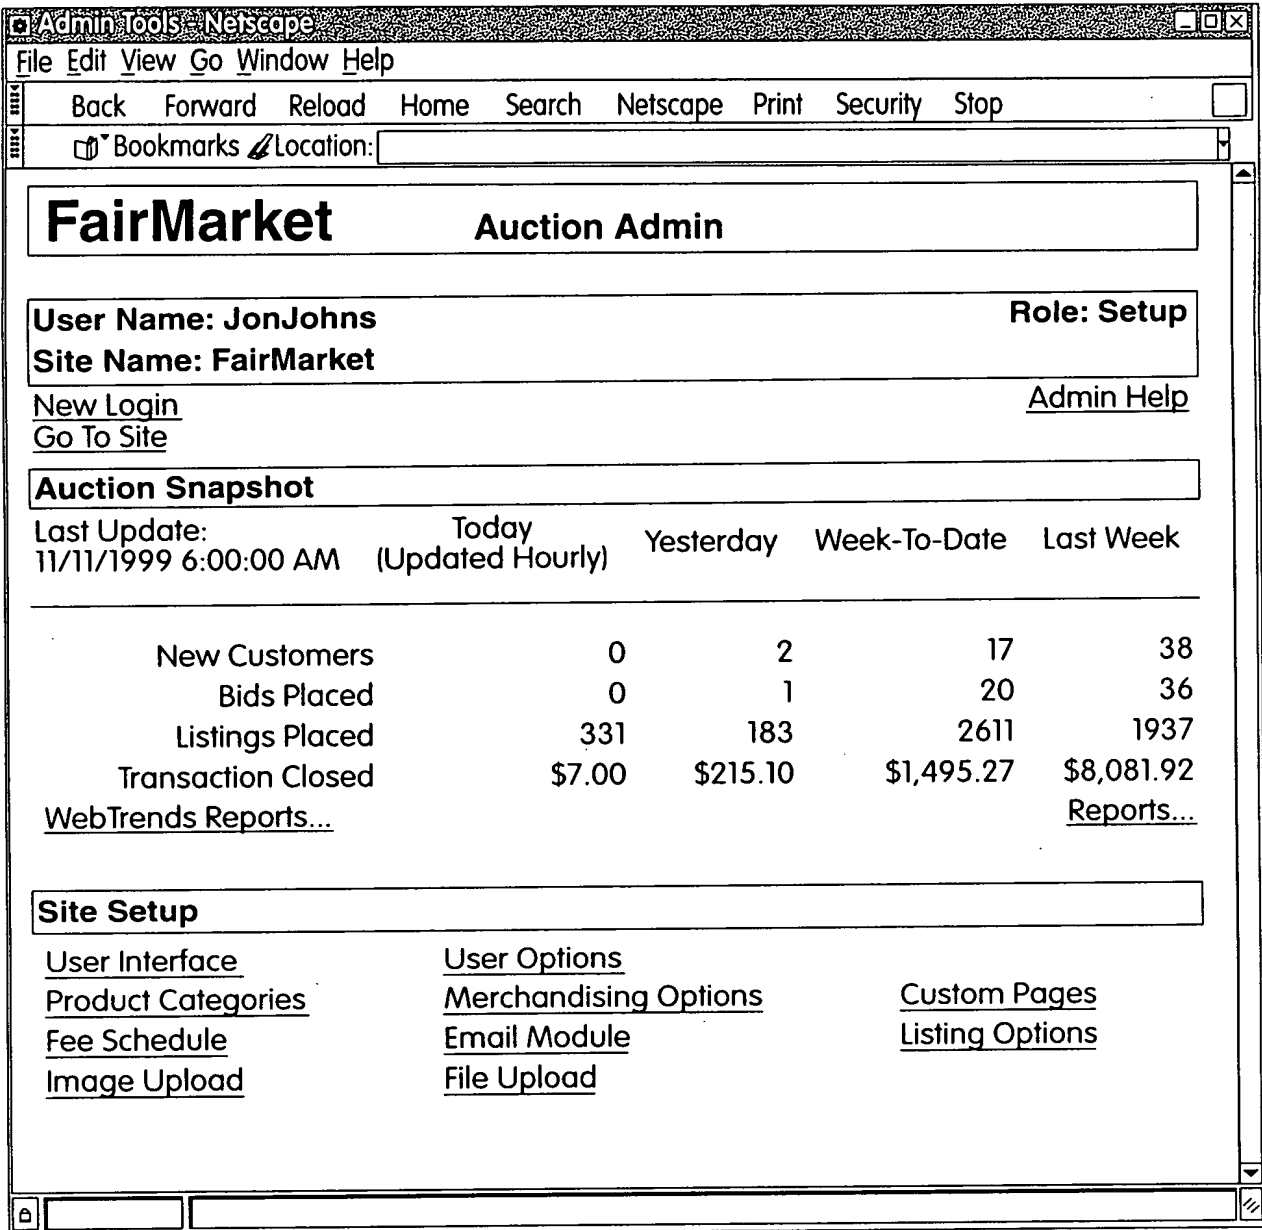 Admin Tools - Netscape
File Edit View Go Window Help
Back Forward Reload Home Search Netscape Print Security Stop
Bookmarks Location:
FairMarket Auction Admin
User Name: JonJohns Role: Setup
Site Name: FairMarket
New Login Admin Help
Go To Site
Auction Snapshot
Last Update: Today Yesterday Week-To-Date Last Week
11/11/1999 6:00:00 AM (Updated Hourly)
New Customers 0 2 17 38
Bids Placed 0 1 20 36
Listings Placed 331 183 2611 1937
Transaction Closed $7.00 $215.10 $1,495.27 $8,081.92
WebTrends Reports... Reports...
Site Setup
User Interface User Options
Product Categories Merchandising Options Custom Pages
Fee Schedule Email Module Listing Options
Image Upload File Upload